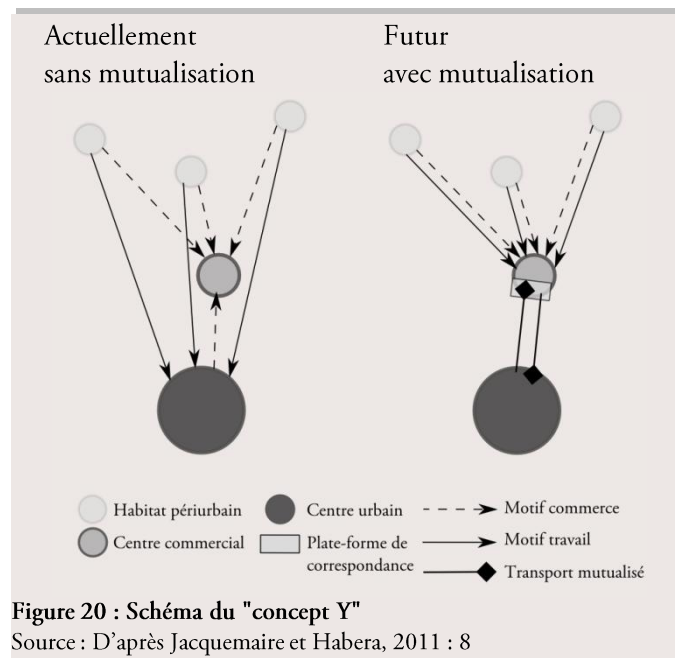 Actuellement
sans mutualisation
Futur
avec mutualisation
Habitat périurbain
Centre urbain
Motif commerce
Centre commercial
Plate-forme de
correspondance
Motif travail
Transport mutualisé
Figure 20 : Schéma du "concept Y"
Source : D'après Jacquemaire et Habera, 2011 : 8